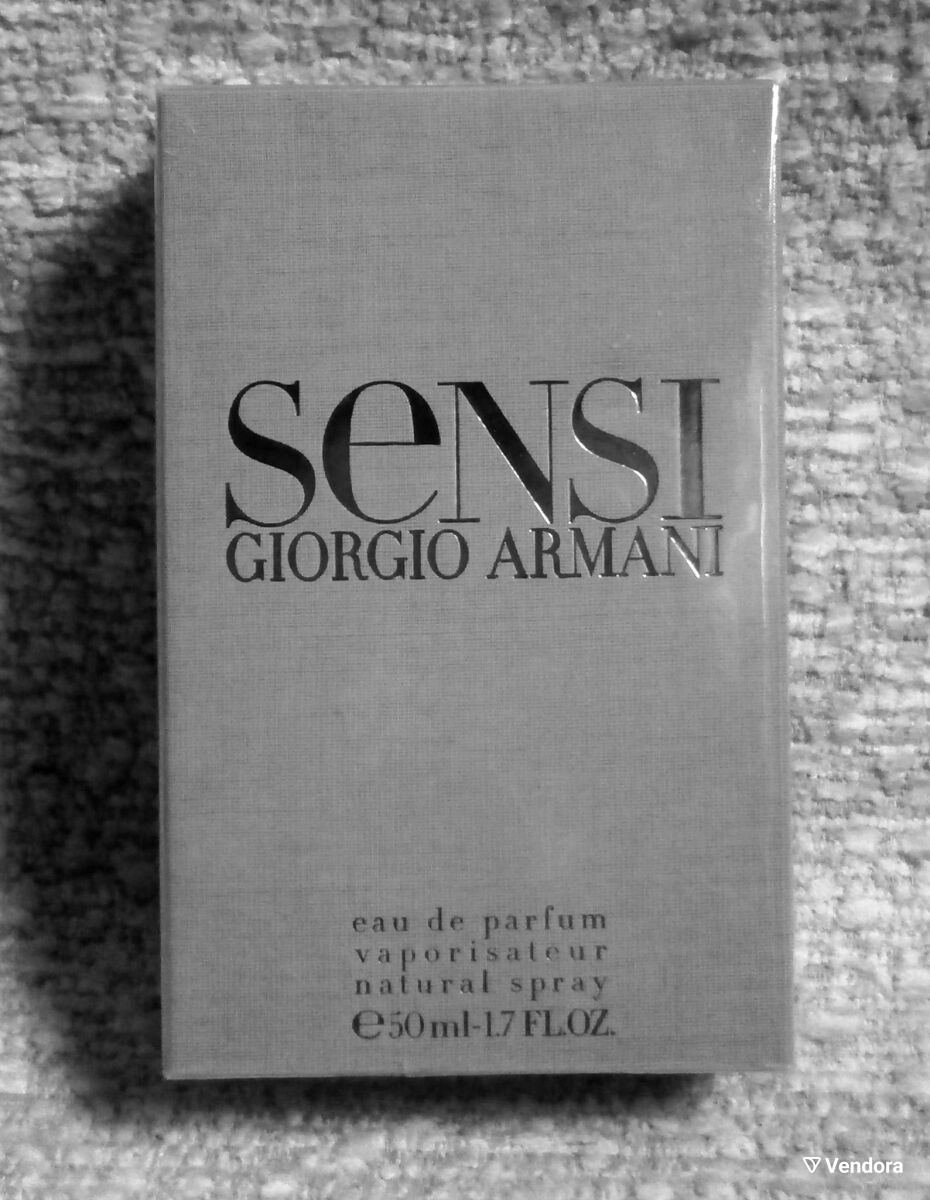 SeNSI
GIORGIO ARMANI
eau de parfum
vaporisateur
natural spray
℮50ml-1.7 FL.OZ.
Vendora